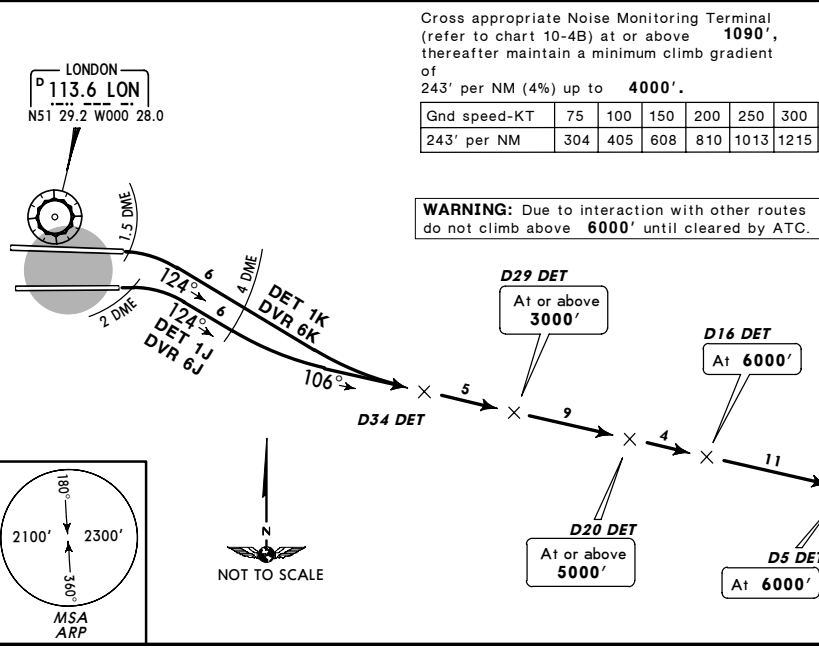 Cross appropriate Noise Monitoring Terminal
(refer to chart 10-4B) at or above 1090',
thereafter maintain a minimum climb gradient
of
243' per NM (4%) up to 4000'.
Gnd speed-KT 75 100 150 200 250 300
243' per NM 304 405 608 810 1013 1215
LONDON
D 113.6 LON
N51 29.2 W000 28.0
WARNING: Due to interaction with other routes
do not climb above 6000' until cleared by ATC.
1.5 DME
2 DME
4 DME
124°
6
124°
6
DET 1K
DVR 6K
DET 1J
DVR 6J
106°
D34 DET
5
D29 DET
At or above
3000'
9
D20 DET
At or above
5000'
4
D16 DET
At 6000'
11
D5 DET
At 6000'
180°
2100' 2300'
360°
MSA
ARP
N
NOT TO SCALE